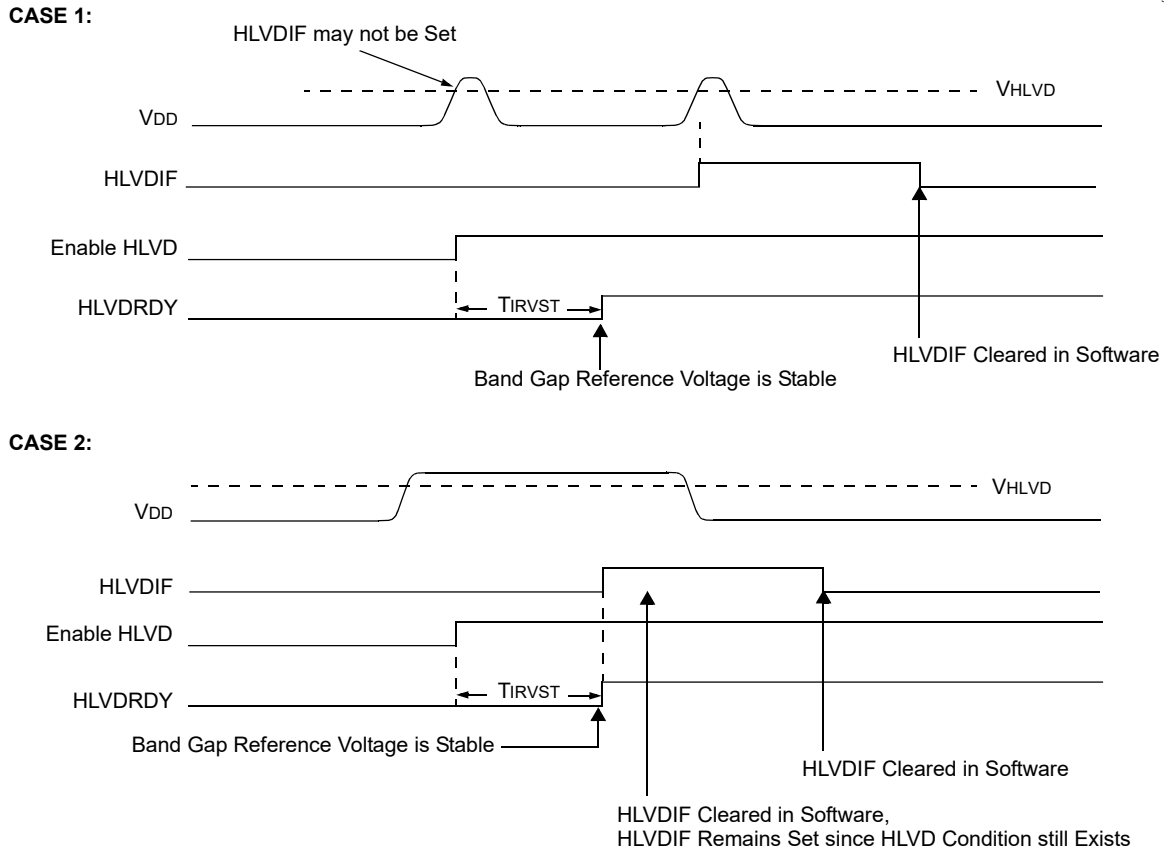 CASE 1:
HLVDIF may not be Set
VHLVD
VDD
HLVDIF
Enable HLVD
HLVDRDY
TIRVST
HLVDIF Cleared in Software
Band Gap Reference Voltage is Stable
CASE 2:
VHLVD
VDD
HLVDIF
Enable HLVD
HLVDRDY
TIRVST
Band Gap Reference Voltage is Stable
HLVDIF Cleared in Software
HLVDIF Cleared in Software,
HLVDIF Remains Set since HLVD Condition still Exists